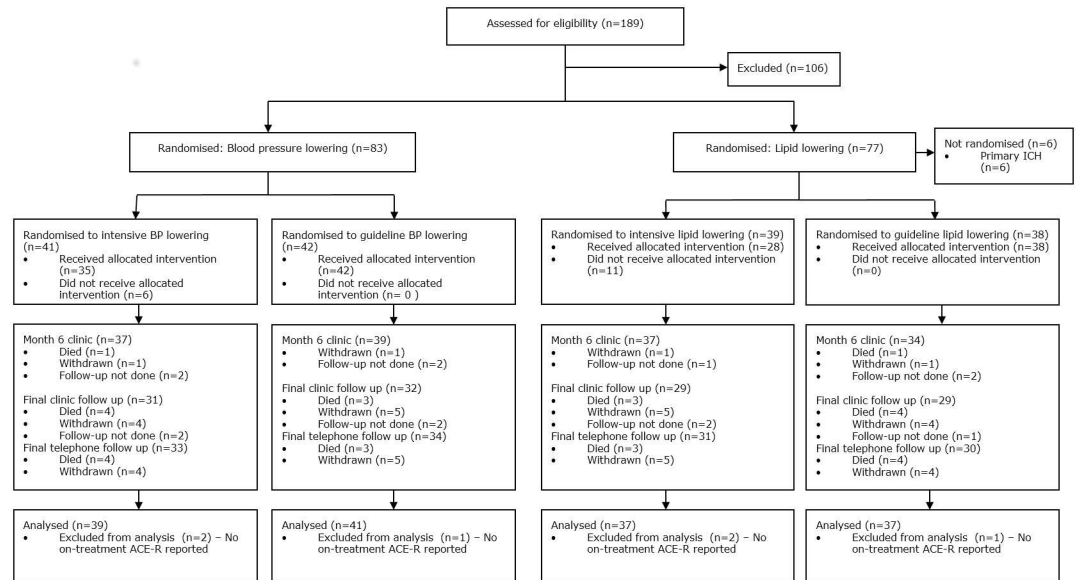 Assessed for eligibility (n=189)
Excluded (n=106)
Randomised: Blood pressure lowering (n=83)
Randomised: Lipid lowering (n=77)
Not randomised (n=6)
• Primary ICH
(n=6)
Randomised to intensive BP lowering
(n=41)
• Received allocated intervention
(n=35)
• Did not receive allocated
intervention (n=6)
Randomised to guideline BP lowering
(n=42)
• Received allocated intervention
(n=42)
• Did not receive allocated
intervention (n= 0 )
Randomised to intensive lipid lowering (n=39)
• Received allocated intervention (n=28)
• Did not receive allocated intervention
(n=11)
Randomised to guideline lipid lowering (n=38)
• Received allocated intervention (n=38)
• Did not receive allocated intervention
(n=0)
Month 6 clinic (n=37)
• Died (n=1)
• Withdrawn (n=1)
• Follow-up not done (n=2)
Final clinic follow up (n=31)
• Died (n=4)
• Withdrawn (n=4)
• Follow-up not done (n=2)
Final telephone follow up (n=33)
• Died (n=4)
• Withdrawn (n=4)
Month 6 clinic (n=39)
• Withdrawn (n=1)
• Follow-up not done (n=2)
Final clinic follow up (n=32)
• Died (n=3)
• Withdrawn (n=5)
• Follow-up not done (n=2)
Final telephone follow up (n=34)
• Died (n=3)
• Withdrawn (n=5)
Month 6 clinic (n=37)
• Withdrawn (n=1)
• Follow-up not done (n=1)
Final clinic follow up (n=29)
• Died (n=3)
• Withdrawn (n=5)
• Follow-up not done (n=2)
Final telephone follow up (n=31)
• Died (n=3)
• Withdrawn (n=5)
Month 6 clinic (n=34)
• Died (n=1)
• Withdrawn (n=1)
• Follow-up not done (n=2)
Final clinic follow up (n=29)
• Died (n=4)
• Withdrawn (n=4)
• Follow-up not done (n=1)
Final telephone follow up (n=30)
• Died (n=4)
• Withdrawn (n=4)
Analysed (n=39)
• Excluded from analysis (n=2) – No
on-treatment ACE-R reported
Analysed (n=41)
• Excluded from analysis (n=1) – No
on-treatment ACE-R reported
Analysed (n=37)
• Excluded from analysis (n=2) – No
on-treatment ACE-R reported
Analysed (n=37)
• Excluded from analysis (n=1) – No
on-treatment ACE-R reported